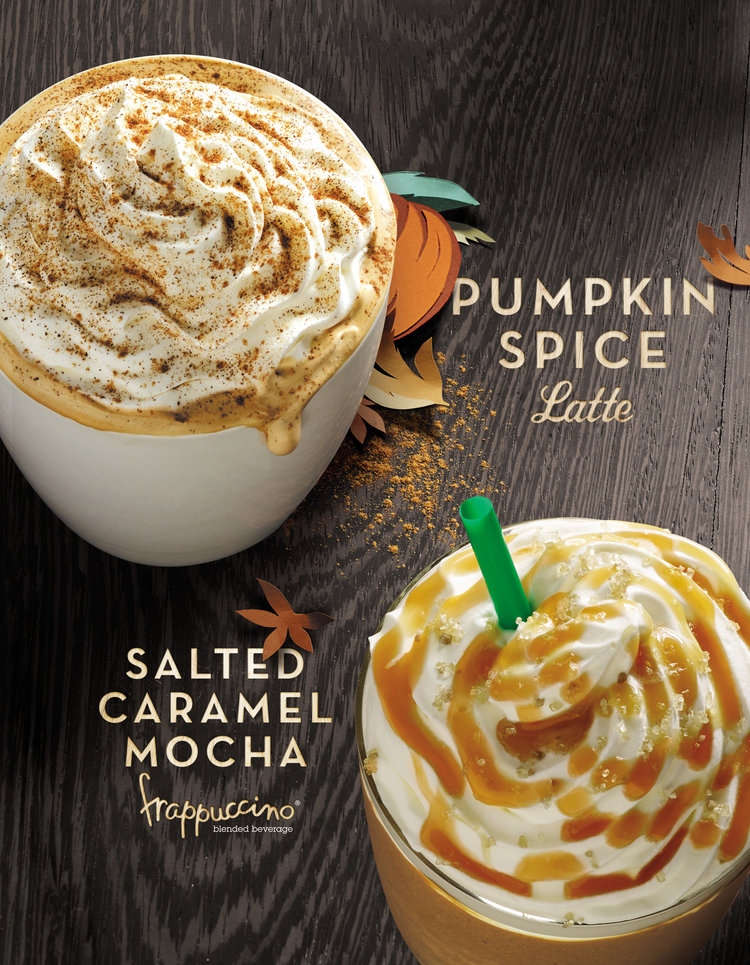 PUMPKIN
SPICE
Latte
SALTED
CARAMEL
MOCHA
frappuccino®
blended beverage